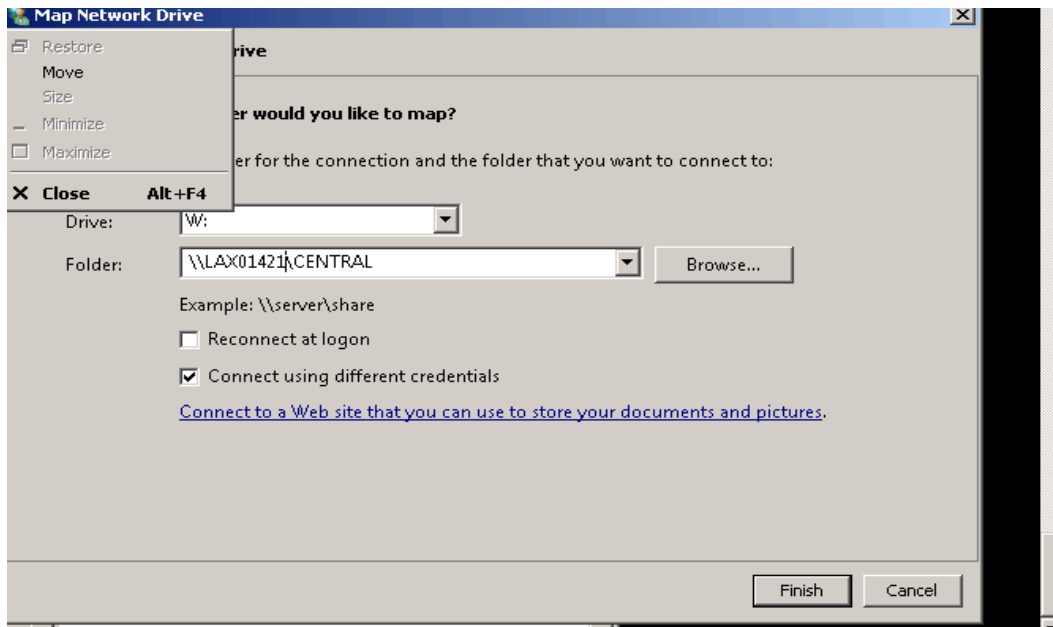 Map Network Drive
Restore
rive
Move
Size
er would you like to map?
Minimize
Maximize
er for the connection and the folder that you want to connect to:
Close Alt+F4
Drive: W:
Folder: \\LAX01421\CENTRAL Browse...
Example: \\server\share
Reconnect at logon
Connect using different credentials
Connect to a Web site that you can use to store your documents and pictures.
Finish Cancel